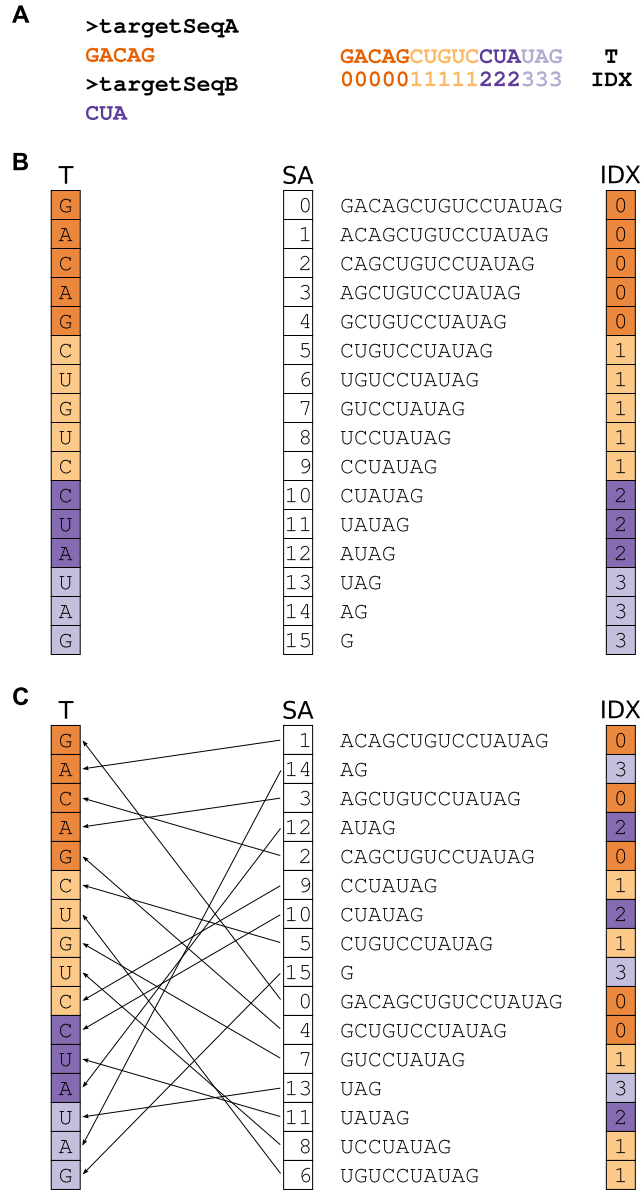 A
>targetSeqA
GACAG GACAGCUGUCCUAUAG T
>targetSeqB 0000011111222333 IDX
CUA
B
T SA IDX
G 0 GACAGCUGUCCUAUAG 0
A 1 ACAGCUGUCCUAUAG 0
C 2 CAGCUGUCCUAUAG 0
A 3 AGCUGUCCUAUAG 0
G 4 GCUGUCCUAUAG 0
C 5 CUGUCCUAUAG 1
U 6 UGUCCUAUAG 1
G 7 GUCCUAUAG 1
U 8 UCCUAUAG 1
C 9 CCUAUAG 1
C 10 CUAUAG 2
U 11 UAUAG 2
A 12 AUAG 2
U 13 UAG 3
A 14 AG 3
G 15 G 3
C
T SA IDX
G 1 ACAGCUGUCCUAUAG 0
A 14 AG 3
C 3 AGCUGUCCUAUAG 0
A 12 AUAG 2
G 2 CAGCUGUCCUAUAG 0
C 9 CCUAUAG 1
U 10 CUAUAG 2
G 5 CUGUCCUAUAG 1
U 15 G 3
C 0 GACAGCUGUCCUAUAG 0
C 4 GCUGUCCUAUAG 0
U 7 GUCCUAUAG 1
A 13 UAG 3
U 11 UAUAG 2
A 8 UCCUAUAG 1
G 6 UGUCCUAUAG 1